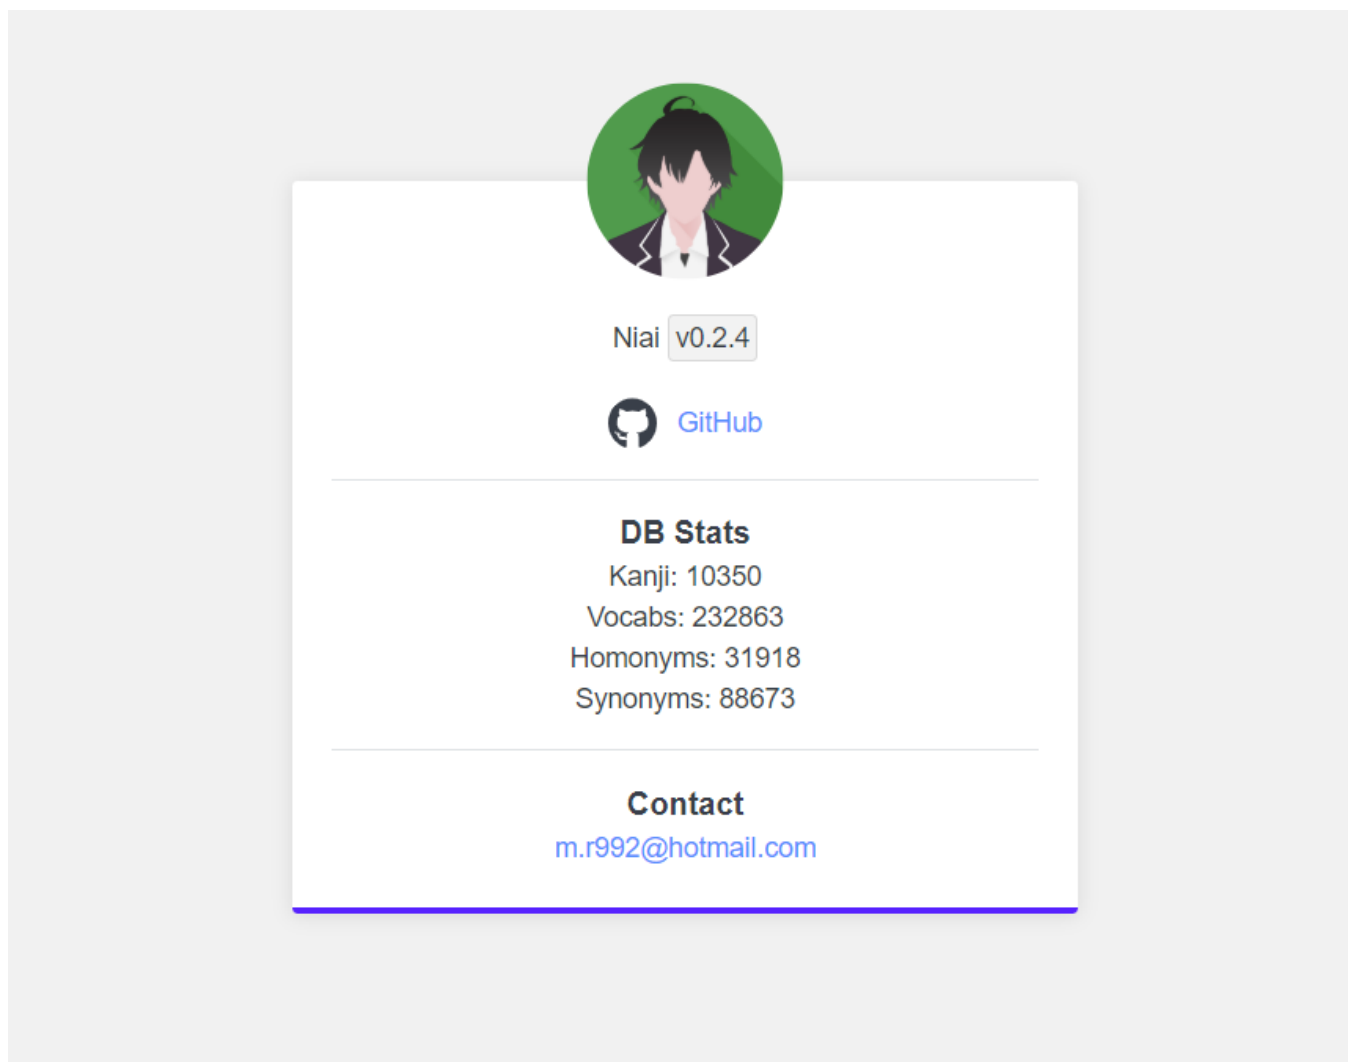 Niai v0.2.4
GitHub
DB Stats
Kanji: 10350
Vocabs: 232863
Homonyms: 31918
Synonyms: 88673
Contact
m.r992@hotmail.com